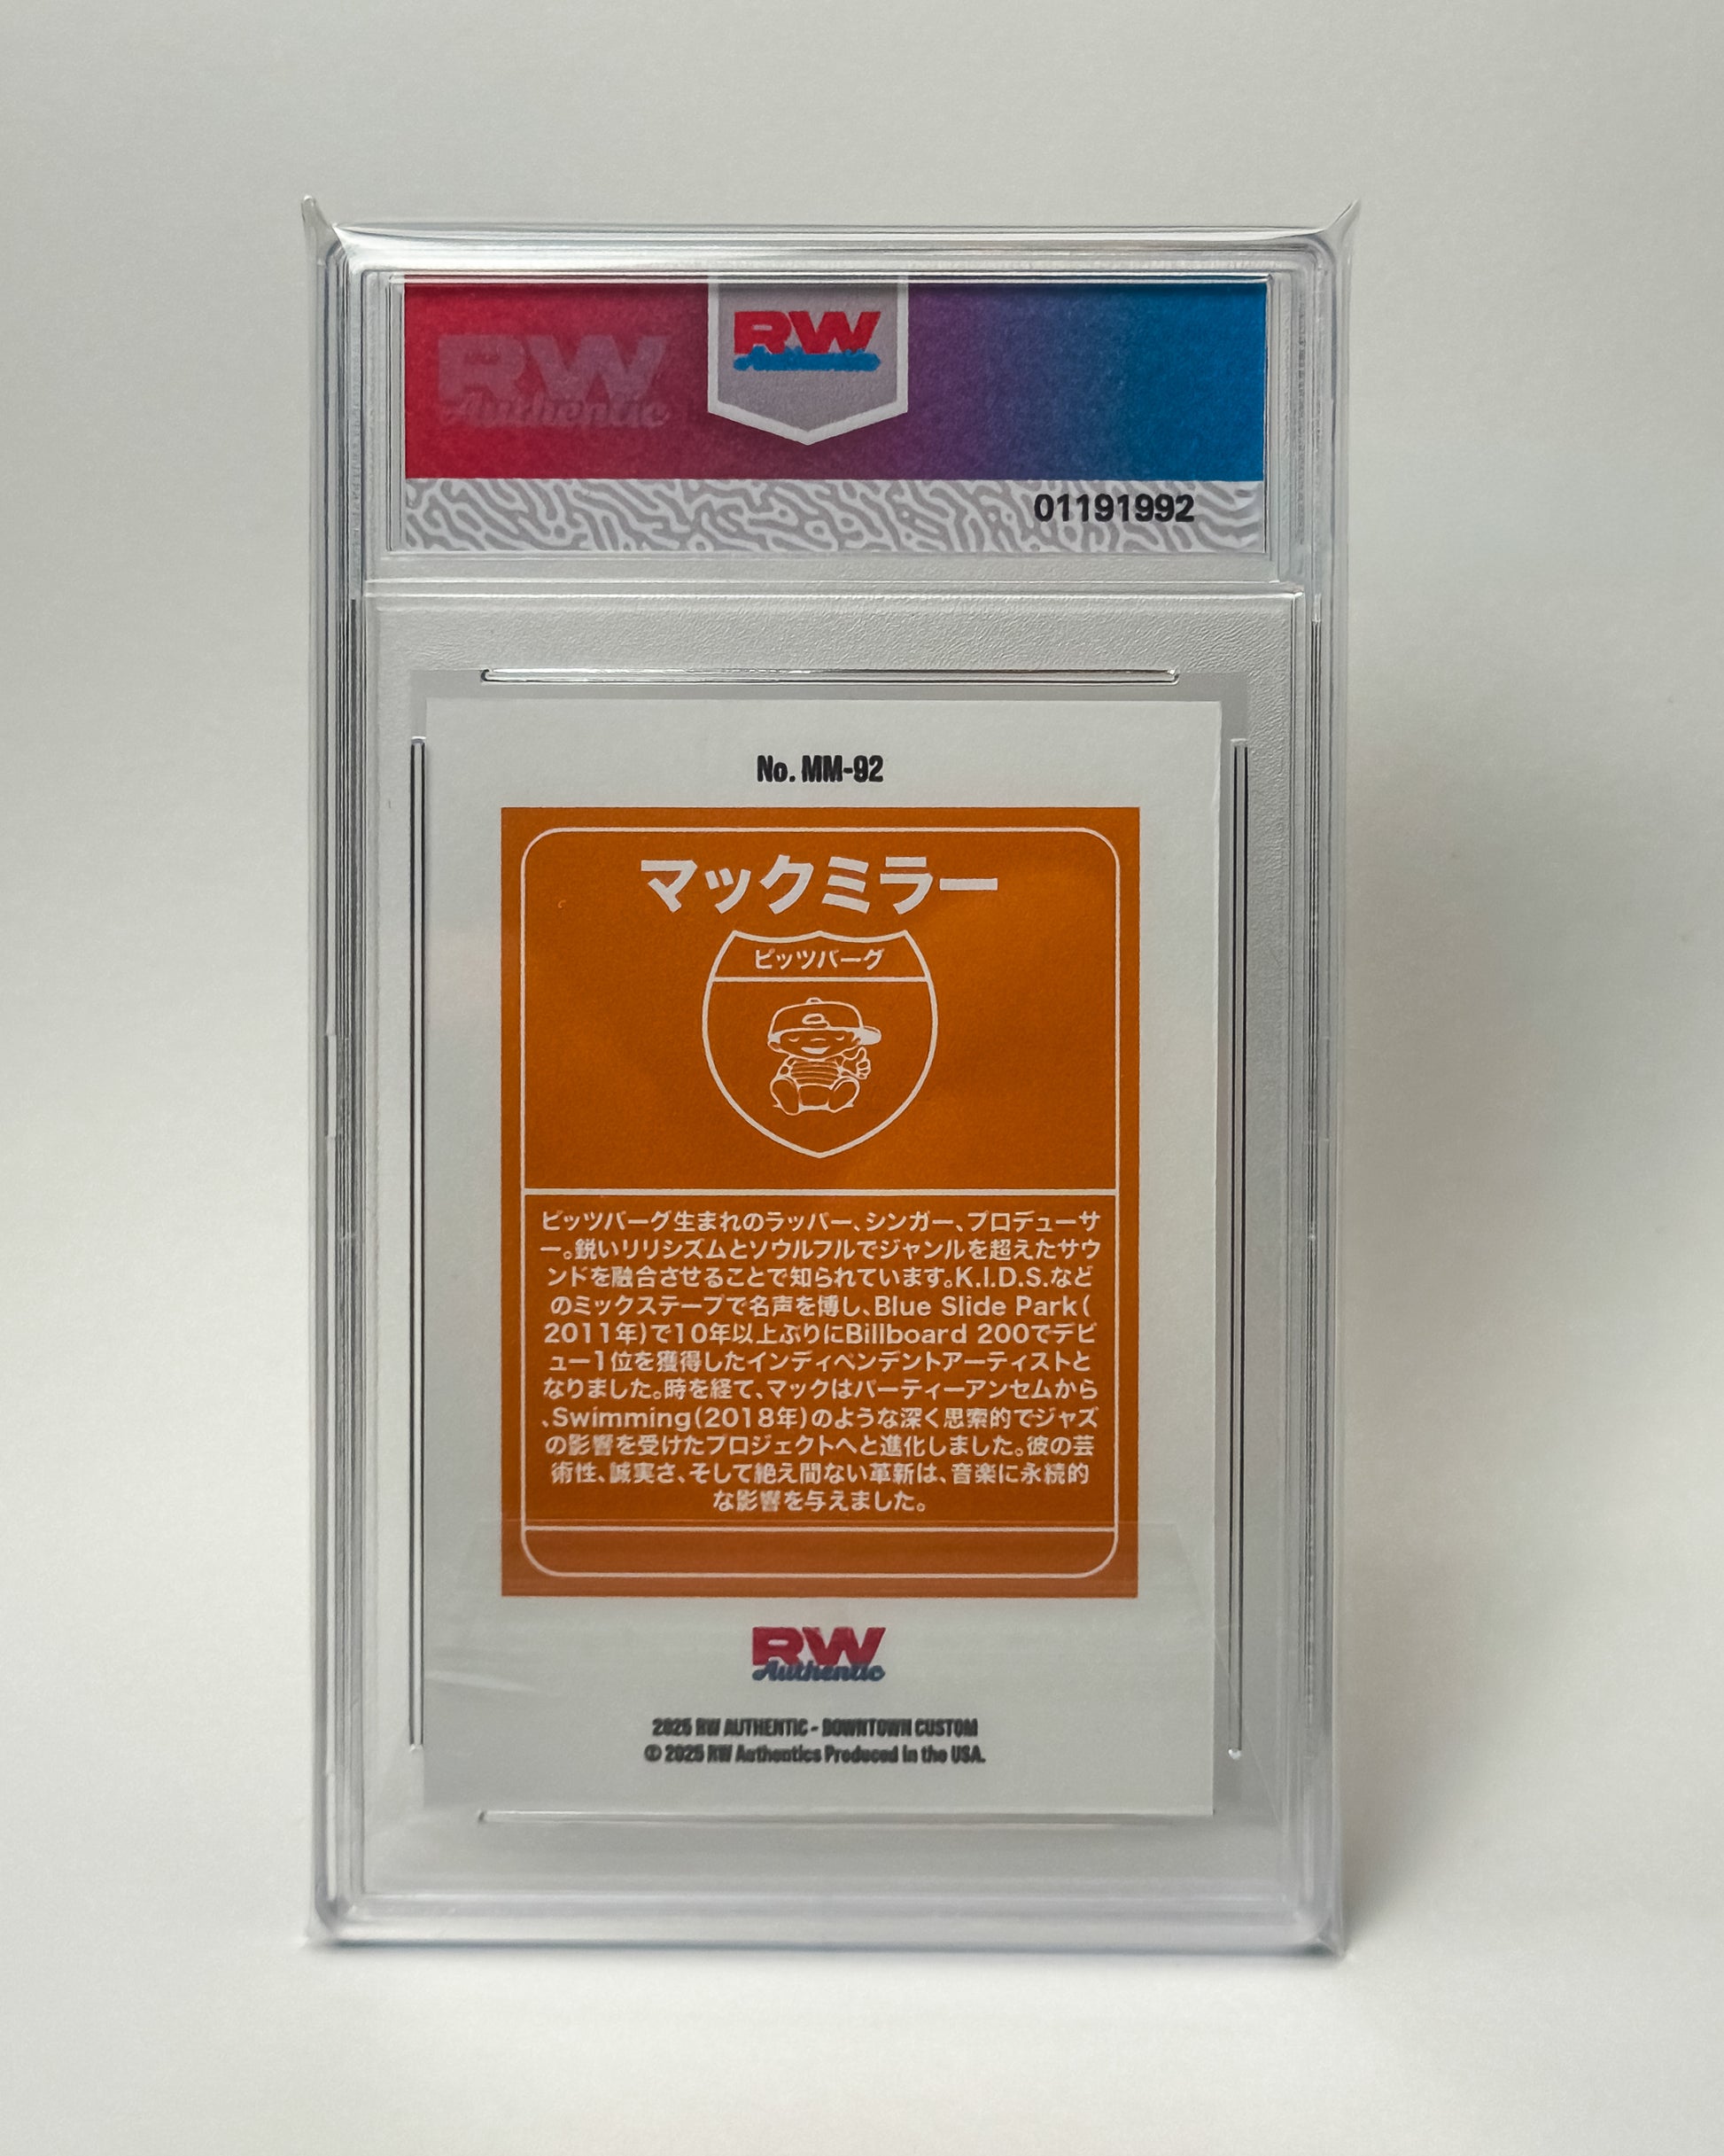 RW
Authentic
RW
Authentic
01191992
No. MM-92
マックミラー
ピッツバーグ
ピッツバーグ生まれのラッパー、シンガー、プロデューサ
ー。鋭いリリシズムとソウルフルでジャンルを超えたサウ
ンドを融合させることで知られています。K.I.D.S.など
のミックステープで名声を博し、Blue Slide Park(
2011年)で10年以上ぶりにBillboard 200でデビ
ュー1位を獲得したインディペンデントアーティストと
なりました。時を経て、マックはパーティーアンセムから
、Swimming(2018年)のような深く思索的でジャズ
の影響を受けたプロジェクトへと進化しました。彼の芸
術性、誠実さ、そして絶え間ない革新は、音楽に永続的
な影響を与えました。
RW
Authentic
2025 RW AUTHENTIC - DOWNTOWN CUSTOM
© 2025 RW Authentics Produced in the USA.